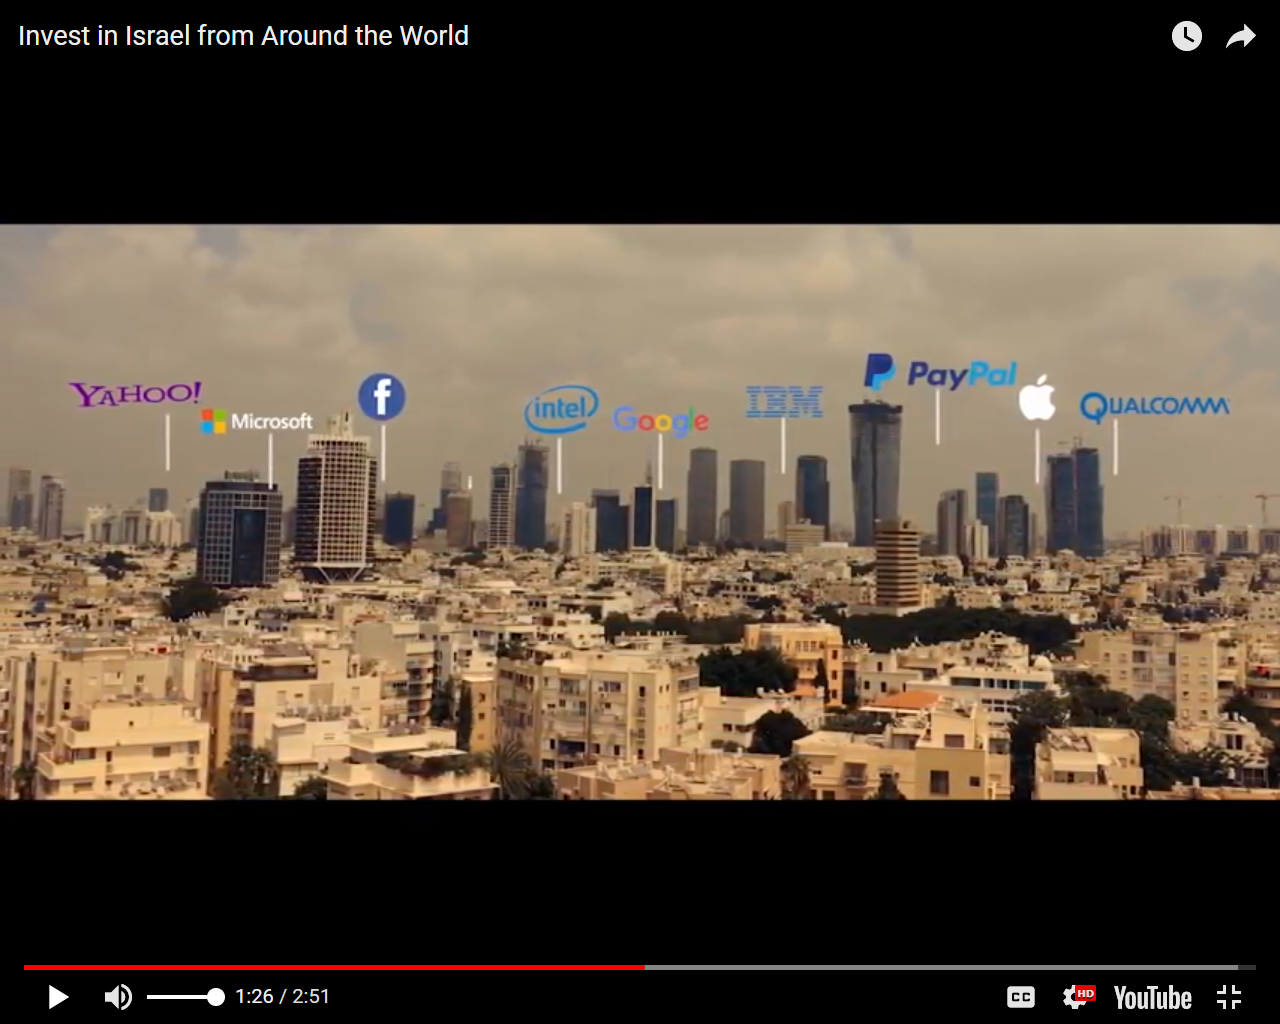 Invest in Israel from Around the World
YAHOO!
Microsoft
intel
Google
IBM
PayPal
QUALCOMM
1:26 / 2:51
CC
HD
YouTube